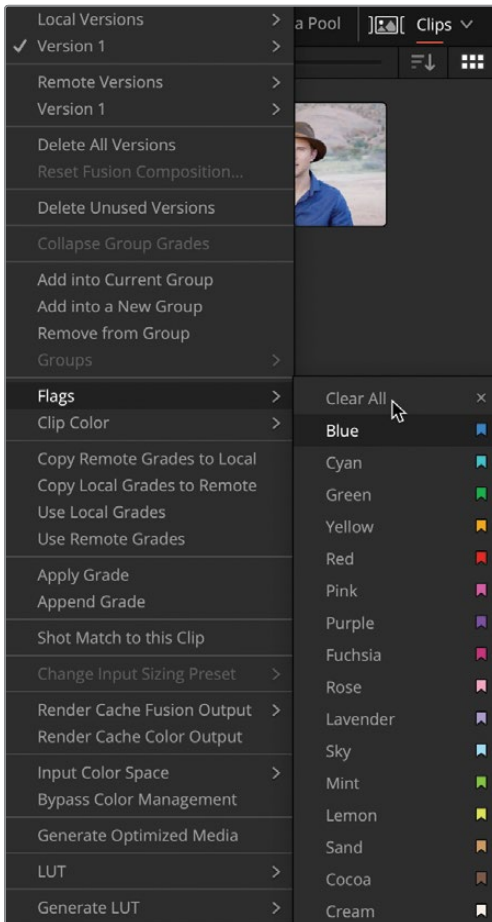 Local Versions
Version 1
Remote Versions
Version 1
Delete All Versions
Reset Fusion Composition...
Delete Unused Versions
Collapse Group Grades
Add into Current Group
Add into a New Group
Remove from Group
Groups
Flags
Clip Color
Copy Remote Grades to Local
Copy Local Grades to Remote
Use Local Grades
Use Remote Grades
Apply Grade
Append Grade
Shot Match to this Clip
Change Input Sizing Preset
Render Cache Fusion Output
Render Cache Color Output
Input Color Space
Bypass Color Management
Generate Optimized Media
LUT
Generate LUT
a Pool
Clips
Clear All
Blue
Cyan
Green
Yellow
Red
Pink
Purple
Fuchsia
Rose
Lavender
Sky
Mint
Lemon
Sand
Cocoa
Cream